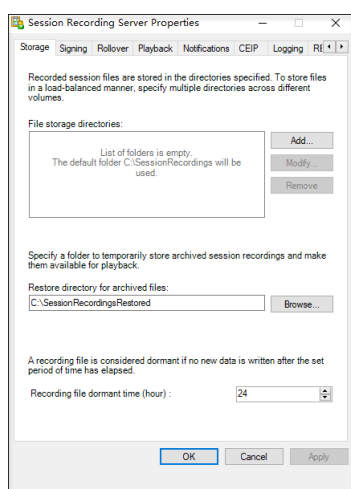 Session Recording Server Properties
Storage Signing Rollover Playback Notifications CEIP Logging
Recorded session files are stored in the directories specified. To store files
in a load-balanced manner, specify multiple directories across different
volumes.
File storage directories:
List of folders is empty.
The default folder C:\SessionRecordings will be
used.
Add...
Modify...
Remove
Specify a folder to temporarily store archived session recordings and make
them available for playback.
Restore directory for archived files:
C:\SessionRecordingsRestored
Browse...
A recording file is considered dormant if no new data is written after the set
period of time has elapsed.
Recording file dormant time (hour) :
24
OK Cancel Apply